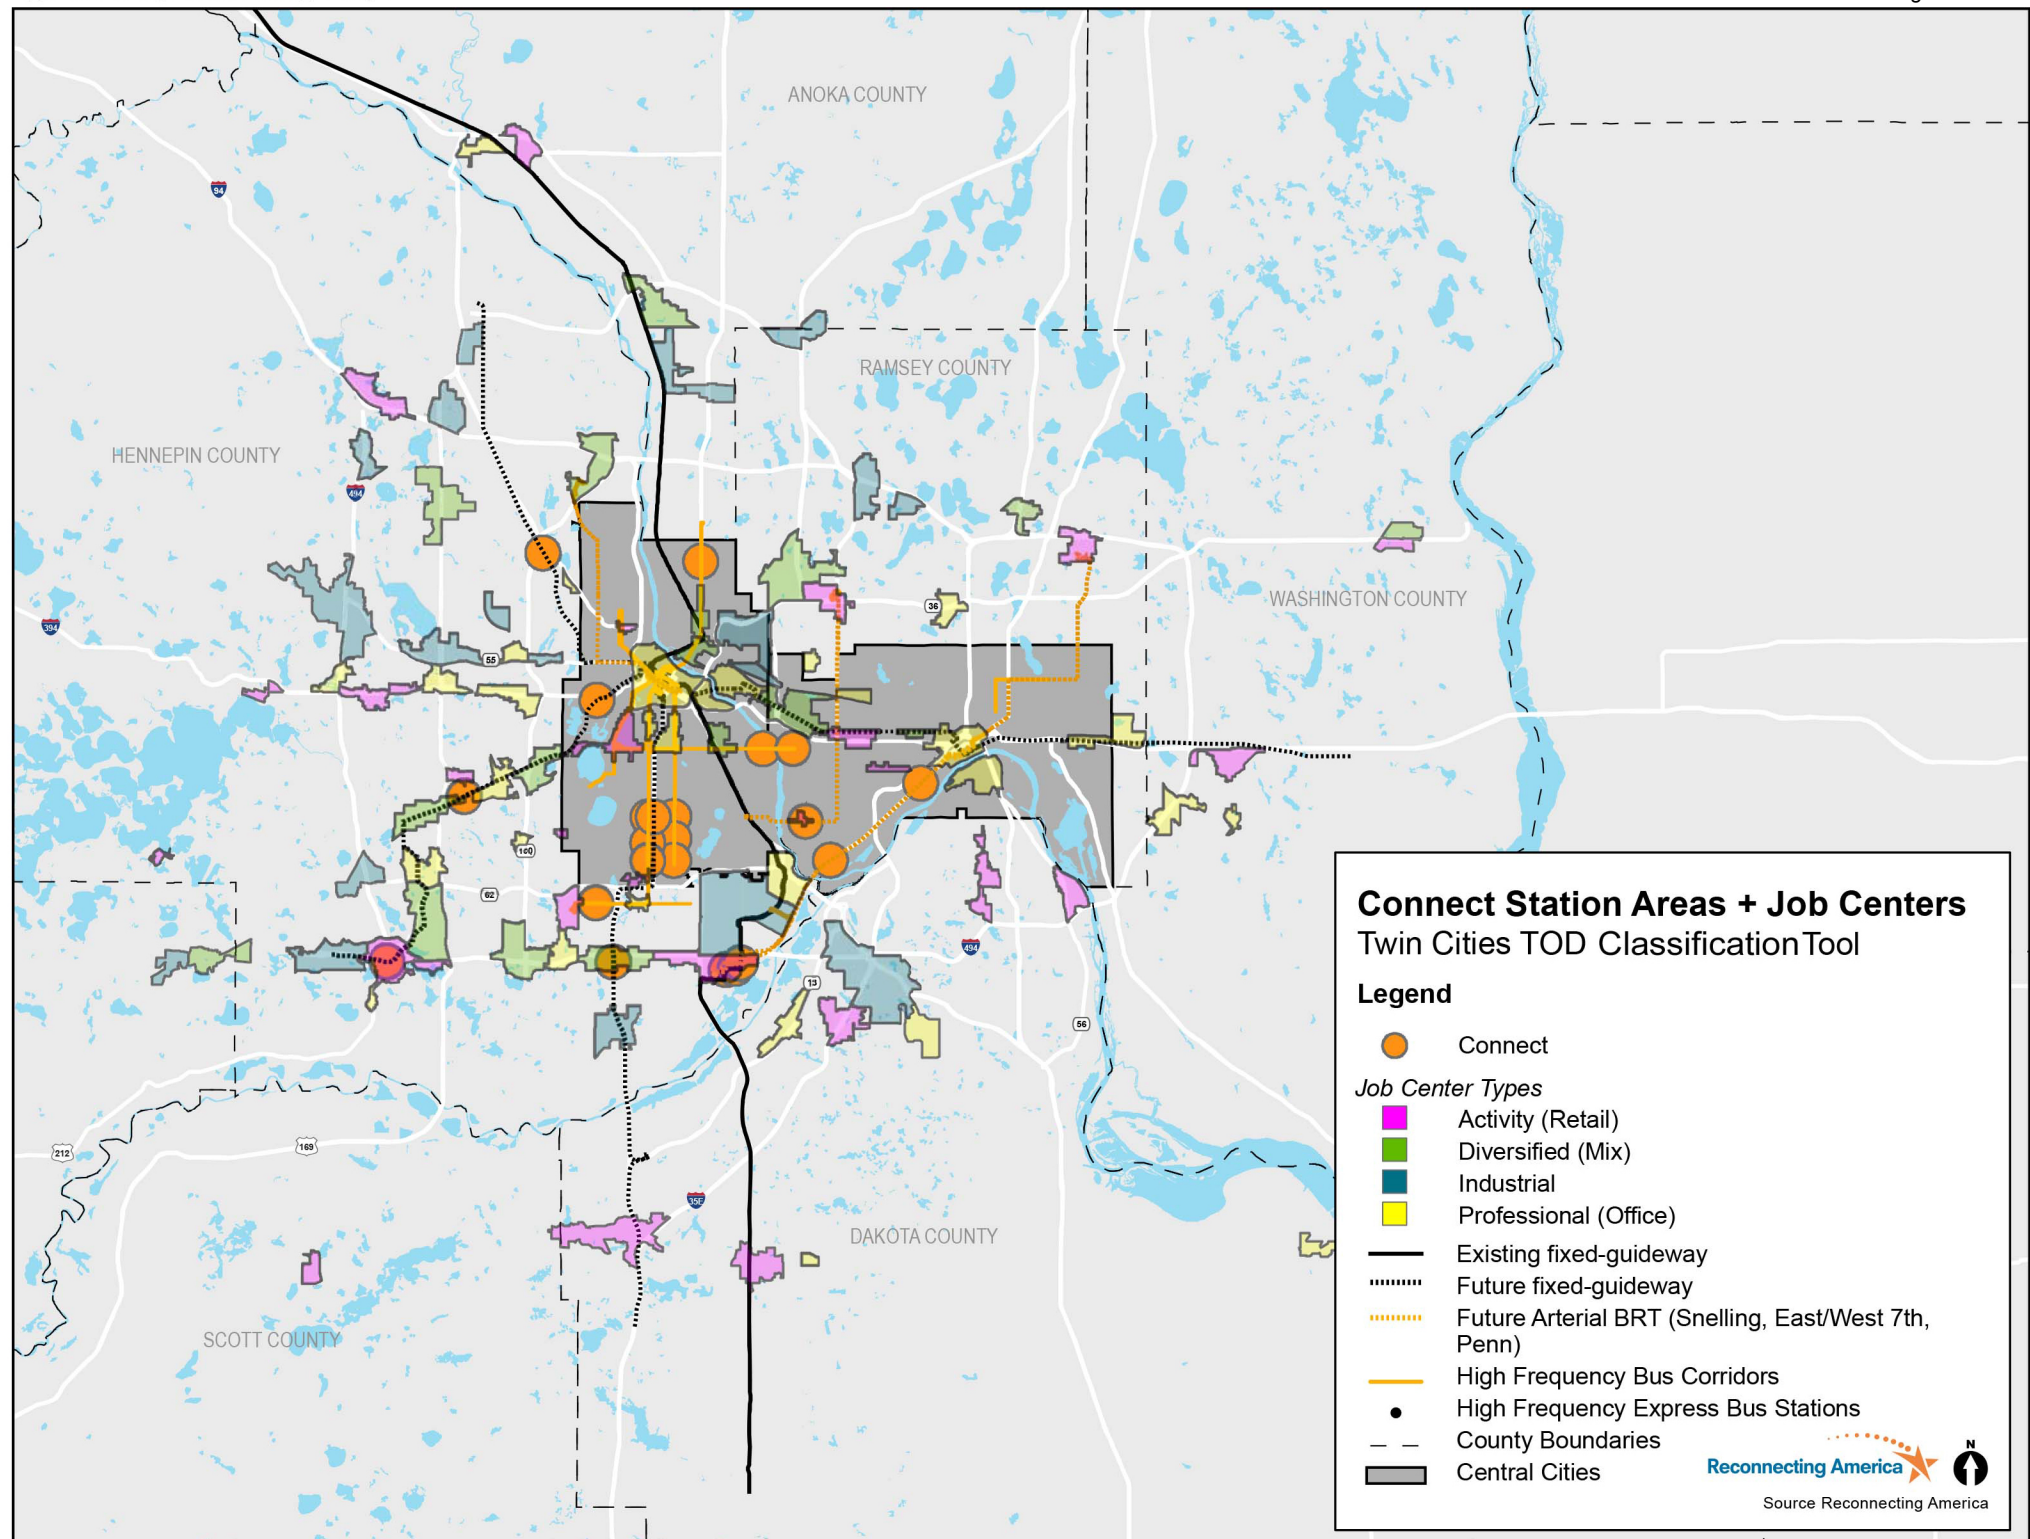 ANOKA COUNTY
94
RAMSEY COUNTY
HENNEPIN COUNTY
494
36
WASHINGTON COUNTY
394
55
100
62
494
13
56
212
169
35E
DAKOTA COUNTY
SCOTT COUNTY
Connect Station Areas + Job Centers
Twin Cities TOD Classification Tool
Legend
Connect
Job Center Types
Activity (Retail)
Diversified (Mix)
Industrial
Professional (Office)
Existing fixed-guideway
Future fixed-guideway
Future Arterial BRT (Snelling, East/West 7th,
Penn)
High Frequency Bus Corridors
High Frequency Express Bus Stations
County Boundaries
Central Cities
Reconnecting America
N
Source Reconnecting America